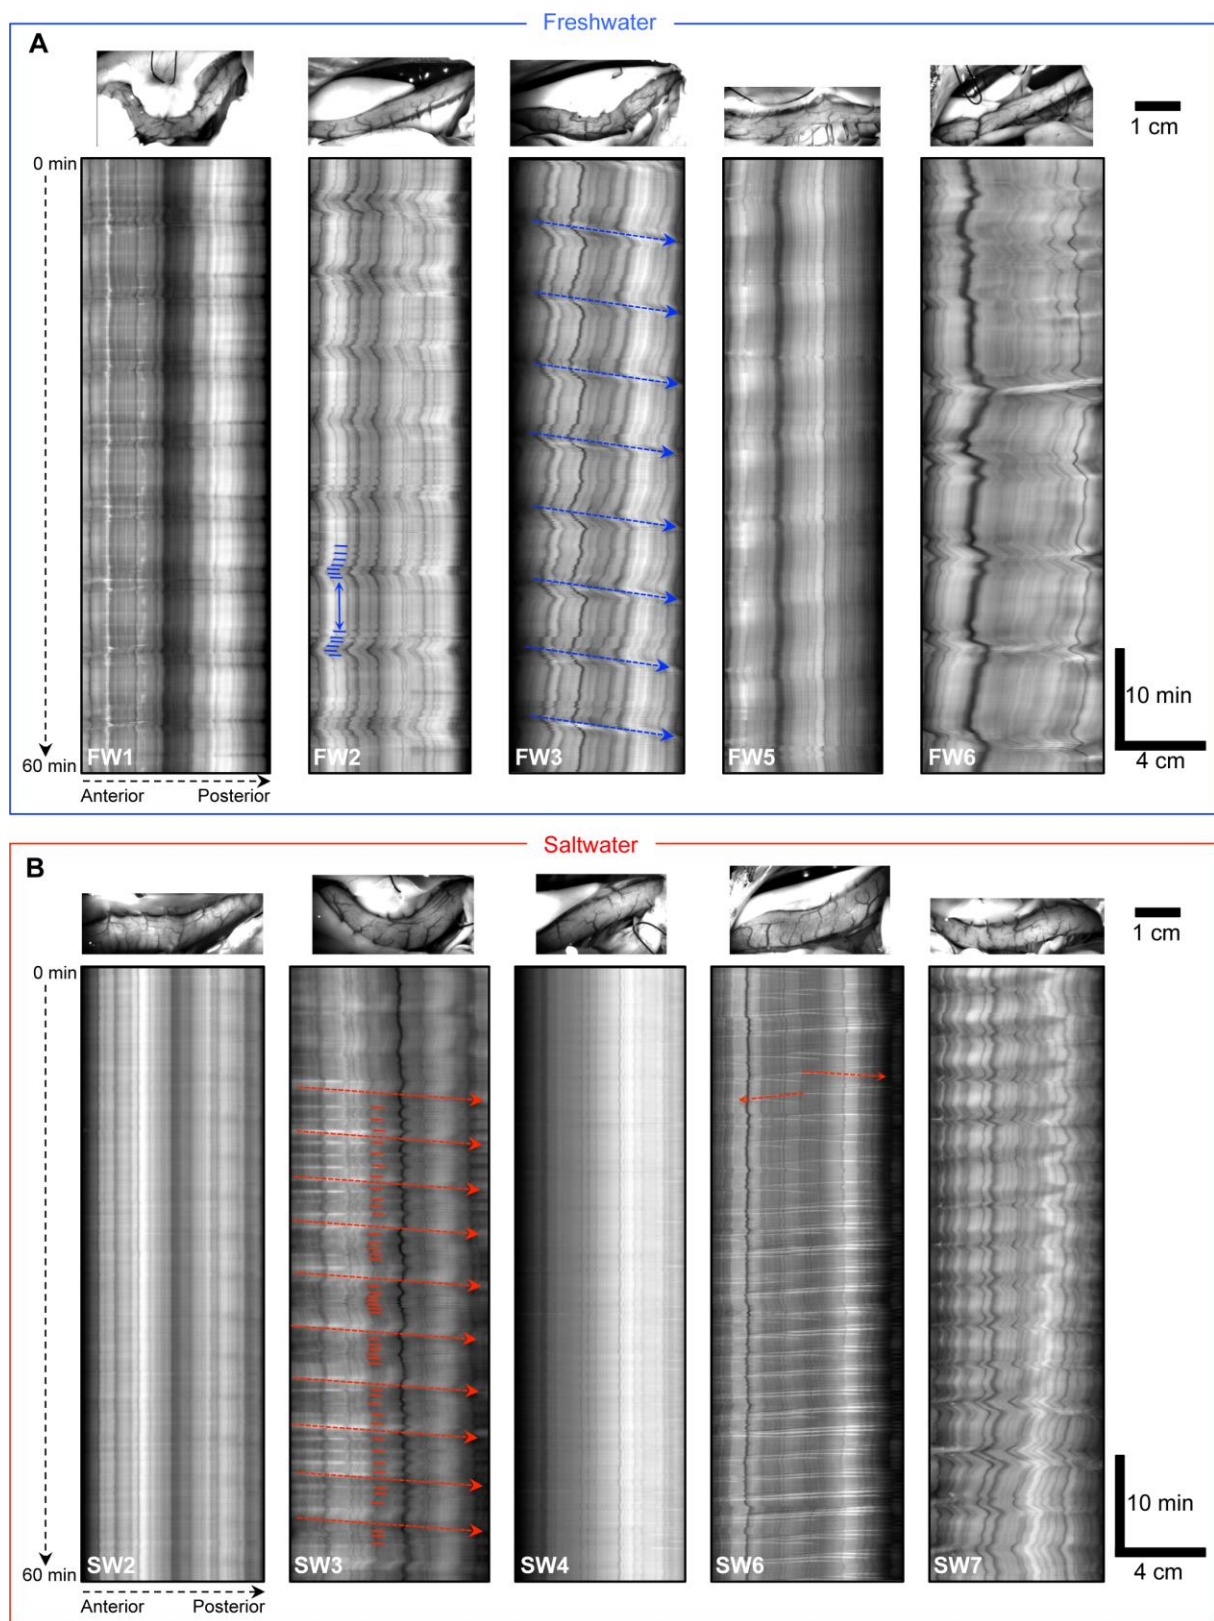 Freshwater
A
1 cm
0 min
10 min
60 min
FW1
FW2
FW3
FW5
FW6
4 cm
Anterior
Posterior
Saltwater
B
1 cm
0 min
10 min
60 min
SW2
SW3
SW4
SW6
SW7
4 cm
Anterior
Posterior